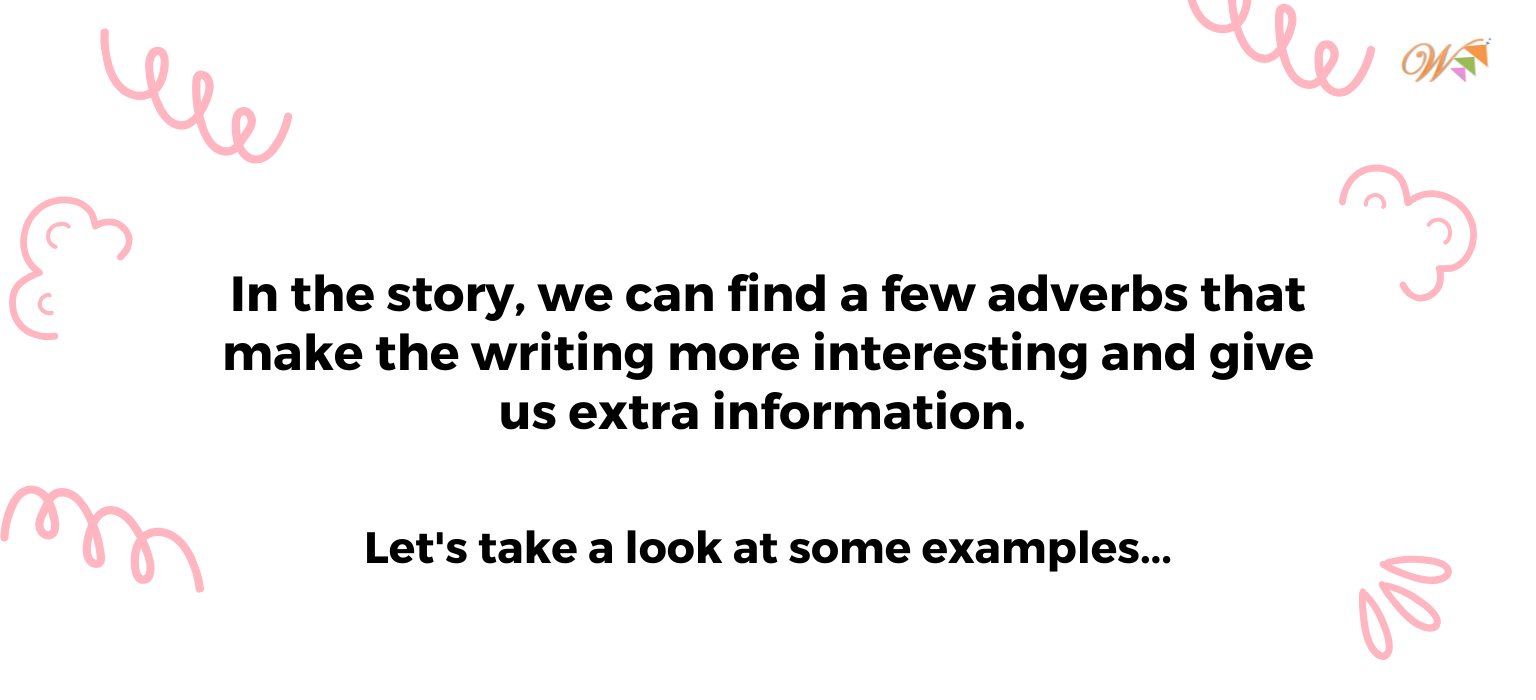 W
In the story, we can find a few adverbs that
make the writing more interesting and give
us extra information.
Let's take a look at some examples...